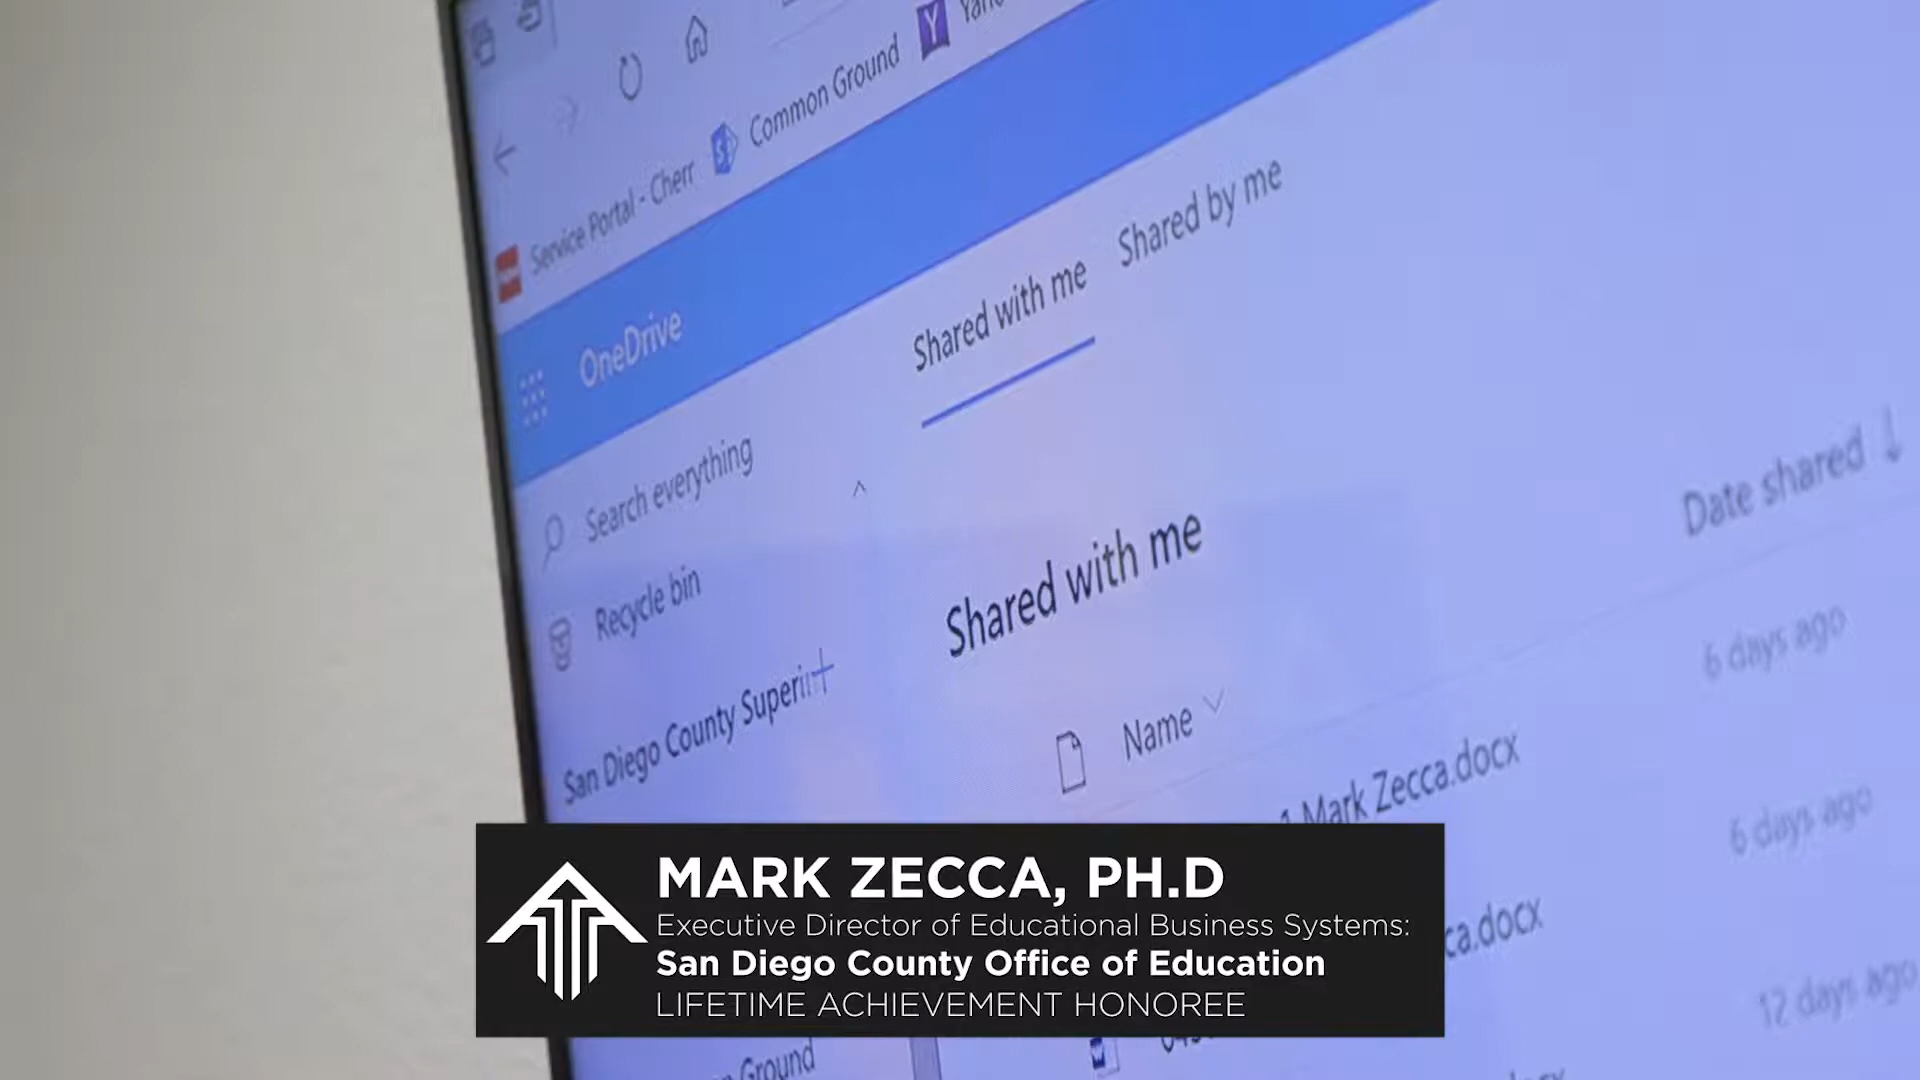 Common Ground
Service Portal - Cherr
OneDrive
Shared with me
Shared by me
Search everything
Recycle bin
San Diego County Superi
Shared with me
Date shared
Name
6 days ago
Mark Zecca.docx
6 days ago
ca.docx
12 days ago
MARK ZECCA, PH.D
Executive Director of Educational Business Systems:
San Diego County Office of Education
LIFETIME ACHIEVEMENT HONOREE
Ground